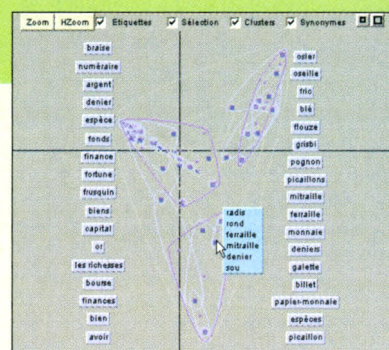 Zoom HZoom Etiquettes Sélection Clusters Synonymes
braise
numéraire
argent
denier
espèce
fonds
finance
fortune
frusquin
biens
capital
or
les richesses
bourse
finances
bien
avoir
radis
rond
ferraille
mitraille
denier
sou
osier
oseille
fric
blé
flouze
grisbi
pognon
picaillons
mitraille
ferraille
monnaie
deniers
galette
billet
papier-monnaie
espèces
picaillon